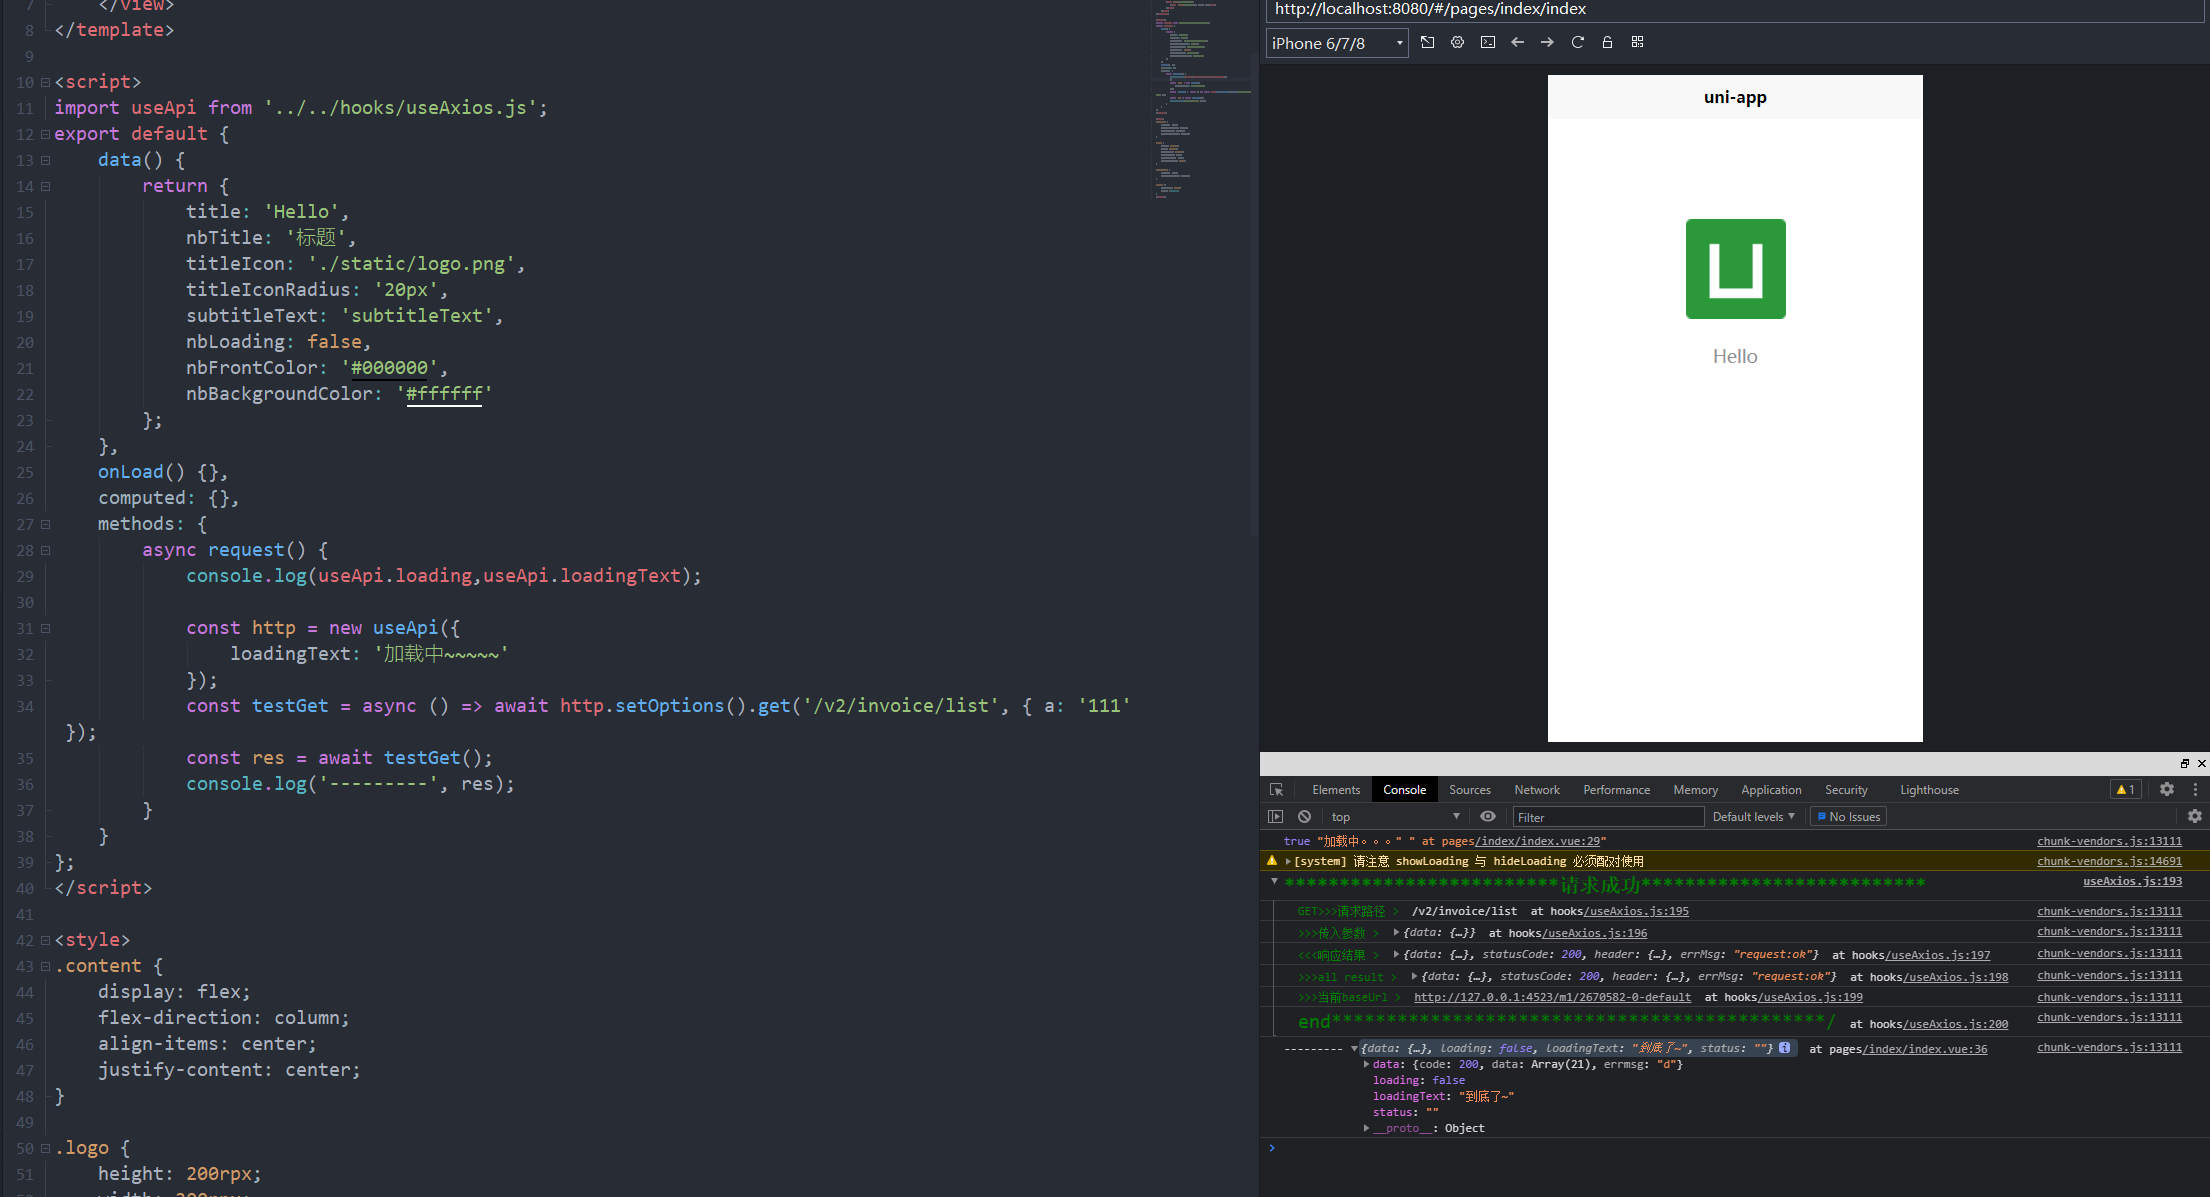 7 </view>
8 </template>
9
10 <script>
11 import useApi from '../../hooks/useAxios.js';
12 export default {
13 data() {
14 return {
15 title: 'Hello',
16 nbTitle: '标题',
17 titleIcon: './static/logo.png',
18 titleIconRadius: '20px',
19 subtitleText: 'subtitleText',
20 nbLoading: false,
21 nbFrontColor: '#000000',
22 nbBackgroundColor: '#ffffff'
23 };
24 },
25 onLoad() {},
26 computed: {},
27 methods: {
28 async request() {
29 console.log(useApi.loading,useApi.loadingText);
30
31 const http = new useApi({
32 loadingText: '加载中~~~~~'
33 });
34 const testGet = async () => await http.setOptions().get('/v2/invoice/list', { a: '111'
});
35 const res = await testGet();
36 console.log('---------', res);
37 }
38 }
39 };
40 </script>
41
42 <style>
43 .content {
44 display: flex;
45 flex-direction: column;
46 align-items: center;
47 justify-content: center;
48 }
49
50 .logo {
51 height: 200rpx;
http://localhost:8080/#/pages/index/index
iPhone 6/7/8
uni-app
Hello
Elements Console Sources Network Performance Memory Application Security Lighthouse 1
top Filter Default levels No Issues
true "加载中。。。" " at pages/index/index.vue:29" chunk-vendors.js:13111
[system] 请注意 showLoading 与 hideLoading 必须配对使用 chunk-vendors.js:14691
*************************请求成功************************** useAxios.js:193
GET>>>请求路径 > /v2/invoice/list at hooks/useAxios.js:195 chunk-vendors.js:13111
>>>传入参数 > {data: {…}} at hooks/useAxios.js:196 chunk-vendors.js:13111
<<<响应结果 > {data: {…}, statusCode: 200, header: {…}, errMsg: "request:ok"} at hooks/useAxios.js:197 chunk-vendors.js:13111
>>>all result > {data: {…}, statusCode: 200, header: {…}, errMsg: "request:ok"} at hooks/useAxios.js:198 chunk-vendors.js:13111
>>>当前baseUrl > http://127.0.0.1:4523/m1/2670582-0-default at hooks/useAxios.js:199 chunk-vendors.js:13111
end*********************************************/ at hooks/useAxios.js:200 chunk-vendors.js:13111
--------- {data: {…}, loading: false, loadingText: "到底了~", status: ""} at pages/index/index.vue:36 chunk-vendors.js:13111
data: {code: 200, data: Array(21), errmsg: "d"}
loading: false
loadingText: "到底了~"
status: ""
__proto__: Object